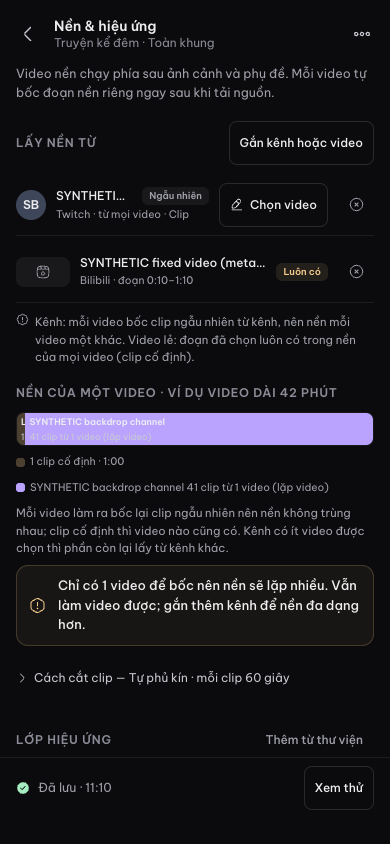 Nền & hiệu ứng
Truyện kể đêm · Toàn khung
Video nền chạy phía sau ảnh cảnh và phụ đề. Mỗi video tự
bốc đoạn nền riêng ngay sau khi tải nguồn.
LẤY NỀN TỪ
Gắn kênh hoặc video
SB
SYNTHETI...
Ngẫu nhiên
Twitch · từ mọi video · Clip
Chọn video
SYNTHETIC fixed video (meta...
Bilibili · đoạn 0:10–1:10
Luôn có
Kênh: mỗi video bốc clip ngẫu nhiên từ kênh, nên nền mỗi
video một khác. Video lẻ: đoạn đã chọn luôn có trong nền
của mọi video (clip cố định).
NỀN CỦA MỘT VIDEO · VÍ DỤ VIDEO DÀI 42 PHÚT
L SYNTHETIC backdrop channel
1 41 clip từ 1 video (lặp video)
1 clip cố định · 1:00
SYNTHETIC backdrop channel 41 clip từ 1 video (lặp video)
Mỗi video làm ra bốc lại clip ngẫu nhiên nên nền không trùng
nhau; clip cố định thì video nào cũng có. Kênh có ít video được
chọn thì phần còn lại lấy từ kênh khác.
Chỉ có 1 video để bốc nên nền sẽ lặp nhiều. Vẫn
làm video được; gắn thêm kênh để nền đa dạng
hơn.
Cách cắt clip — Tự phủ kín · mỗi clip 60 giây
LỚP HIỆU ỨNG
Thêm từ thư viện
Đã lưu · 11:10
Xem thử